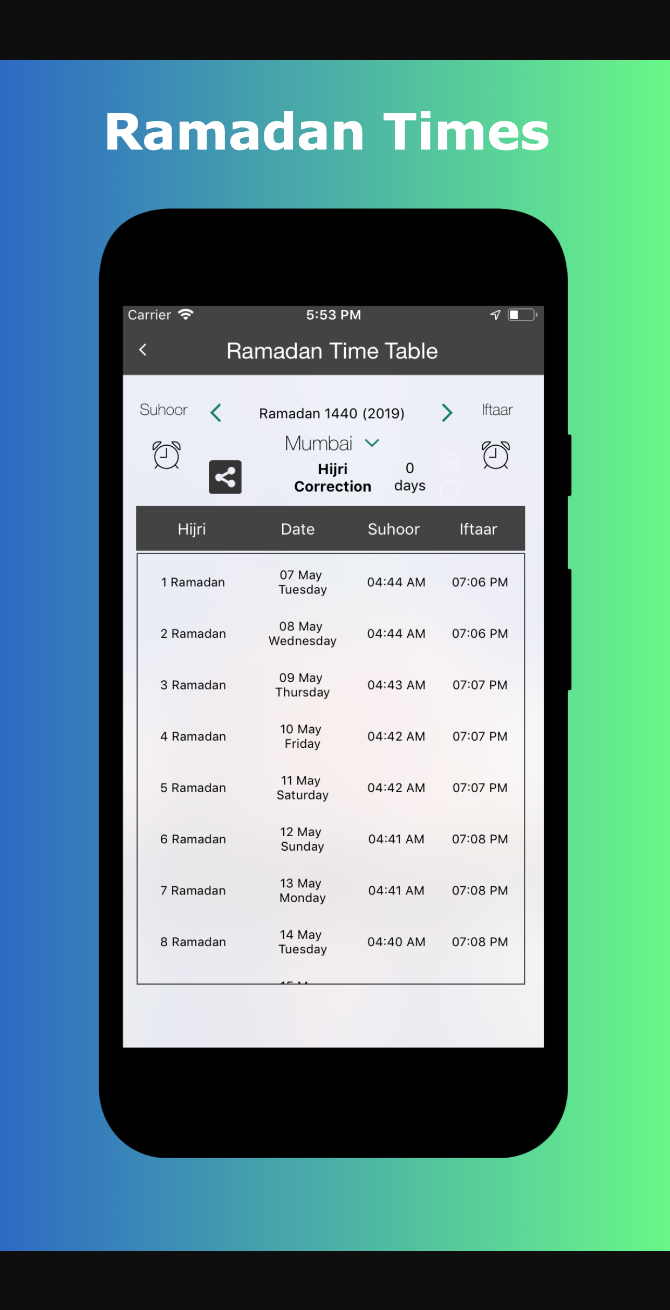 Ramadan Times
Carrier 5:53 PM
Ramadan Time Table
Suhoor Ramadan 1440 (2019) Iftaar
Mumbai
Hijri
Correction
0
days
Hijri Date Suhoor Iftaar
1 Ramadan 07 May Tuesday 04:44 AM 07:06 PM
2 Ramadan 08 May Wednesday 04:44 AM 07:06 PM
3 Ramadan 09 May Thursday 04:43 AM 07:07 PM
4 Ramadan 10 May Friday 04:42 AM 07:07 PM
5 Ramadan 11 May Saturday 04:42 AM 07:07 PM
6 Ramadan 12 May Sunday 04:41 AM 07:08 PM
7 Ramadan 13 May Monday 04:41 AM 07:08 PM
8 Ramadan 14 May Tuesday 04:40 AM 07:08 PM